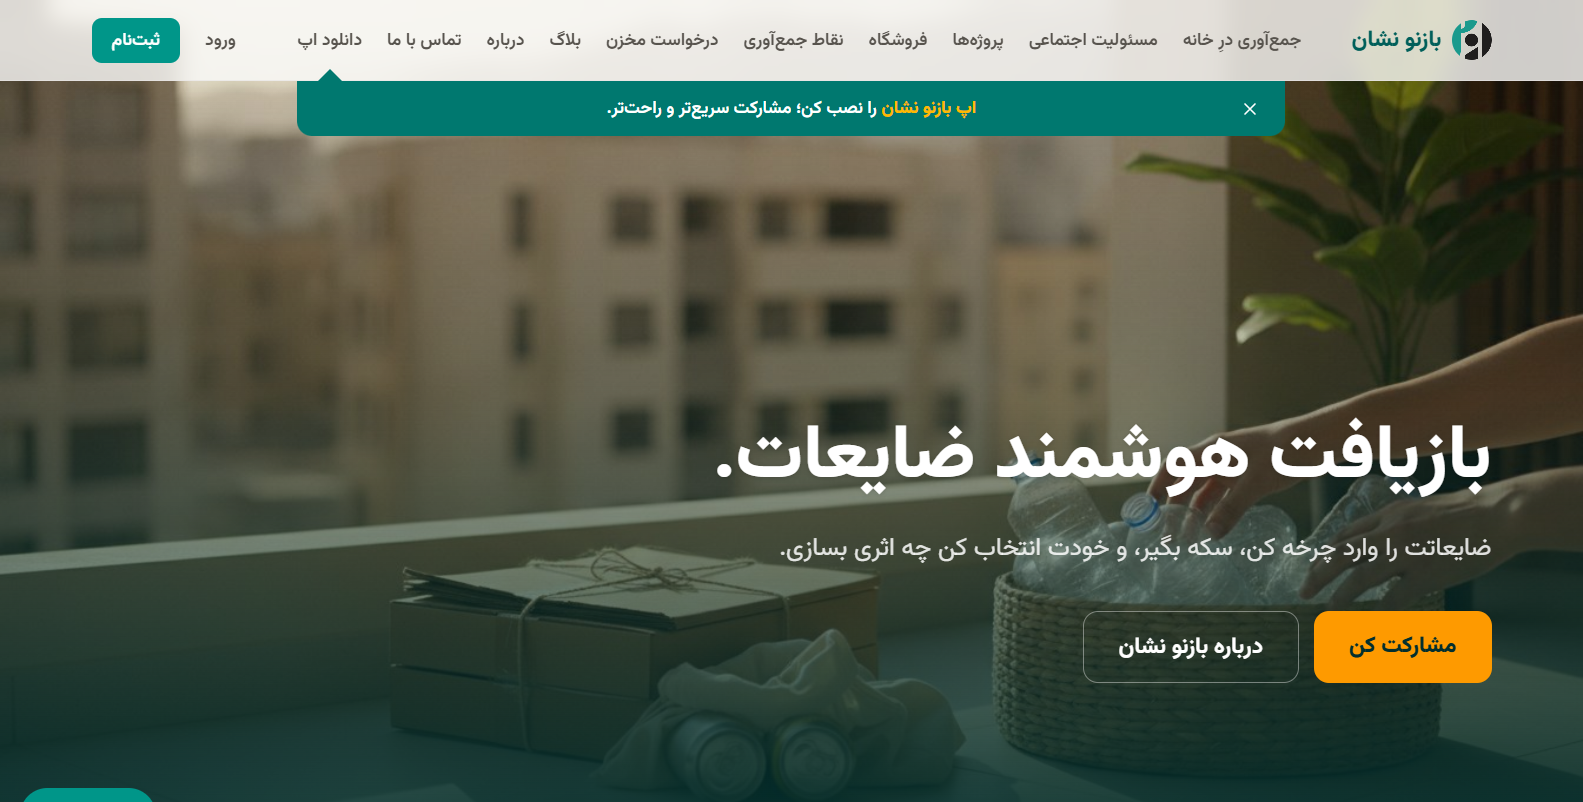 بازنو نشان
جمع‌آوری درِ خانه
مسئولیت اجتماعی
پروژه‌ها
فروشگاه
نقاط جمع‌آوری
درخواست مخزن
بلاگ
درباره
تماس با ما
دانلود اپ
ورود
ثبت‌نام
اپ بازنو نشان را نصب کن؛ مشارکت سریع‌تر و راحت‌تر.
بازیافت هوشمند ضایعات.
ضایعاتت را وارد چرخه کن، سکه بگیر، و خودت انتخاب کن چه اثری بسازی.
مشارکت کن
درباره بازنو نشان